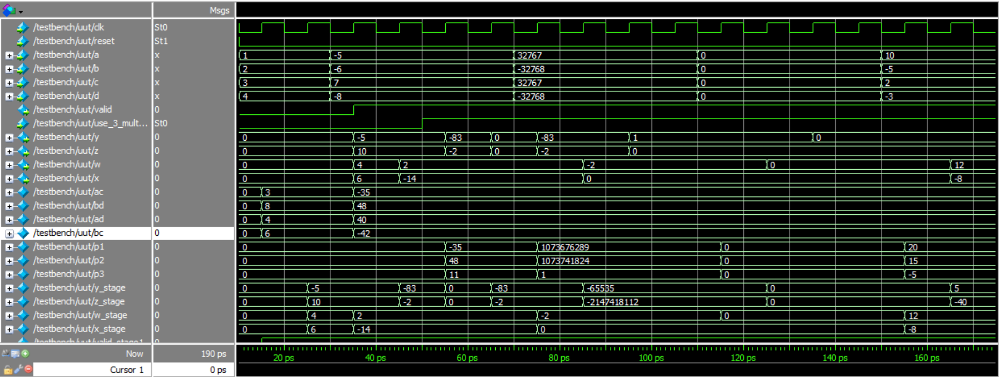 Msgs
/testbench/uut/clk St0
/testbench/uut/reset St1
/testbench/uut/a x 1 -5 32767 0 10
/testbench/uut/b x 2 -6 -32768 0 -5
/testbench/uut/c x 3 7 32767 0 2
/testbench/uut/d x 4 -8 -32768 0 -3
/testbench/uut/valid 0
/testbench/uut/use_3_mult... St0
/testbench/uut/y 0 0 -5 -83 0 -83 1 0
/testbench/uut/z 0 0 10 -2 0 -2 0
/testbench/uut/w 0 0 4 2 -2 0 12
/testbench/uut/x 0 0 6 -14 0 -8
/testbench/uut/ac 0 0 3 -35
/testbench/uut/bd 0 0 8 48
/testbench/uut/ad 0 0 4 40
/testbench/uut/bc 0 0 6 -42
/testbench/uut/p1 0 0 -35 1073676289 0 20
/testbench/uut/p2 0 0 48 1073741824 0 15
/testbench/uut/p3 0 0 11 1 0 -5
/testbench/uut/y_stage 0 0 -5 -83 0 -83 -65535 0 5
/testbench/uut/z_stage 0 0 10 -2 0 -2 -2147418112 0 -40
/testbench/uut/w_stage 0 0 4 2 -2 0 12
/testbench/uut/x_stage 0 0 6 -14 0 -8
/testbench/uut/valid_stage1 0
Now 190 ps 20 ps 40 ps 60 ps 80 ps 100 ps 120 ps 140 ps 160 ps
Cursor 1 0 ps